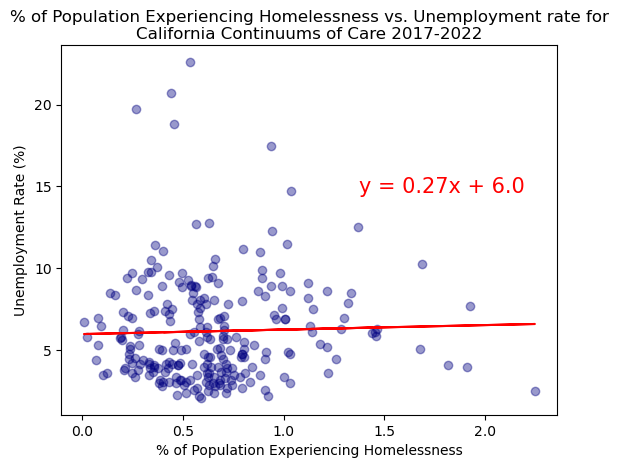 % of Population Experiencing Homelessness vs. Unemployment rate for
California Continuums of Care 2017-2022
Unemployment Rate (%)
20
15
10
5
y = 0.27x + 6.0
0.0 0.5 1.0 1.5 2.0
% of Population Experiencing Homelessness